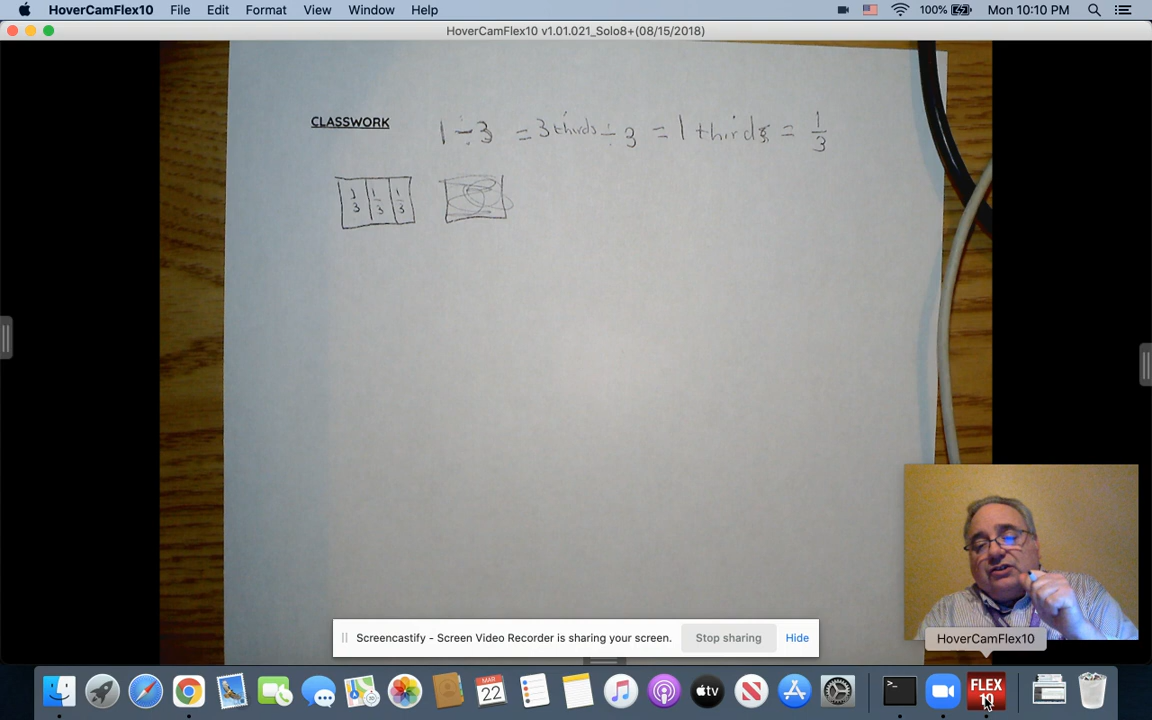 HoverCamFlex10 File Edit Format View Window Help 100% Mon 10:10 PM
HoverCamFlex10 v1.01.021_Solo8+(08/15/2018)
CLASSWORK 1 ÷ 3 = 3 thirds ÷ 3 = 1 third = 1/3
1/3 1/3 1/3
Screencastify - Screen Video Recorder is sharing your screen. Stop sharing Hide
HoverCamFlex10
MAR
22
tv
>_
FLEX
10